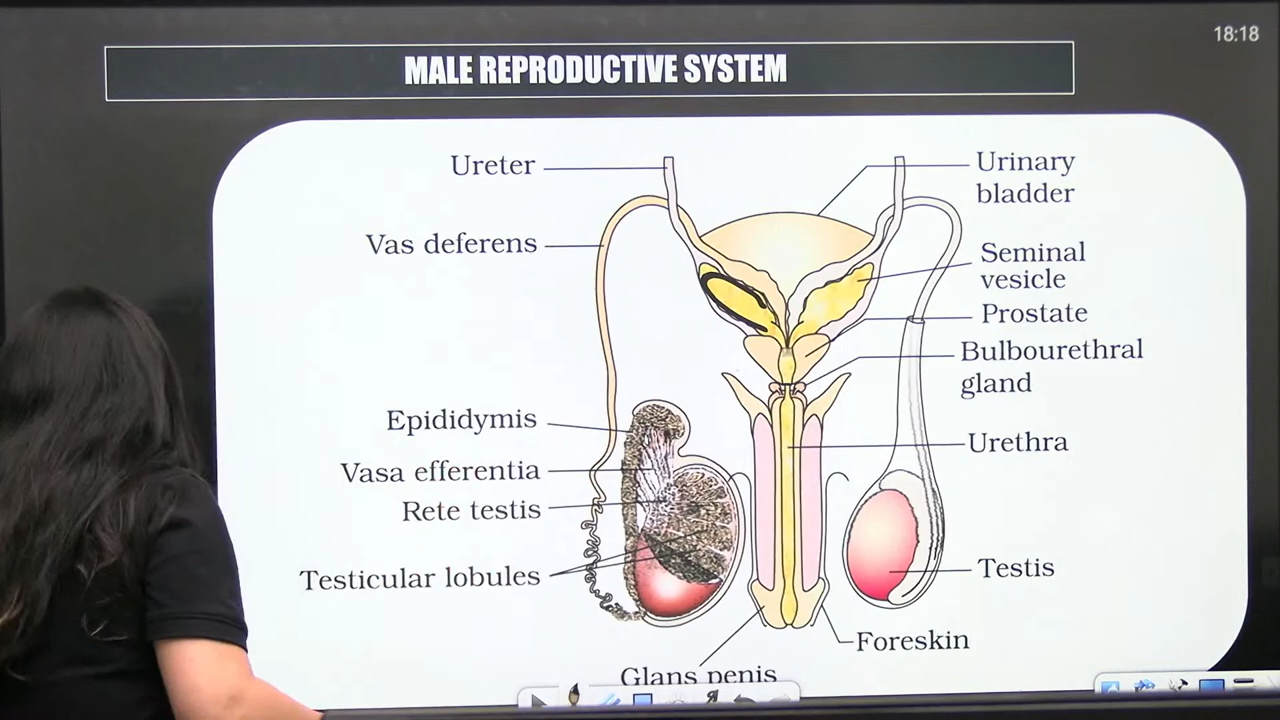 18:18
MALE REPRODUCTIVE SYSTEM
Ureter
Urinary
bladder
Vas deferens
Seminal
vesicle
Prostate
Bulbourethral
gland
Epididymis
Urethra
Vasa efferentia
Rete testis
Testicular lobules
Testis
Foreskin
Glans penis